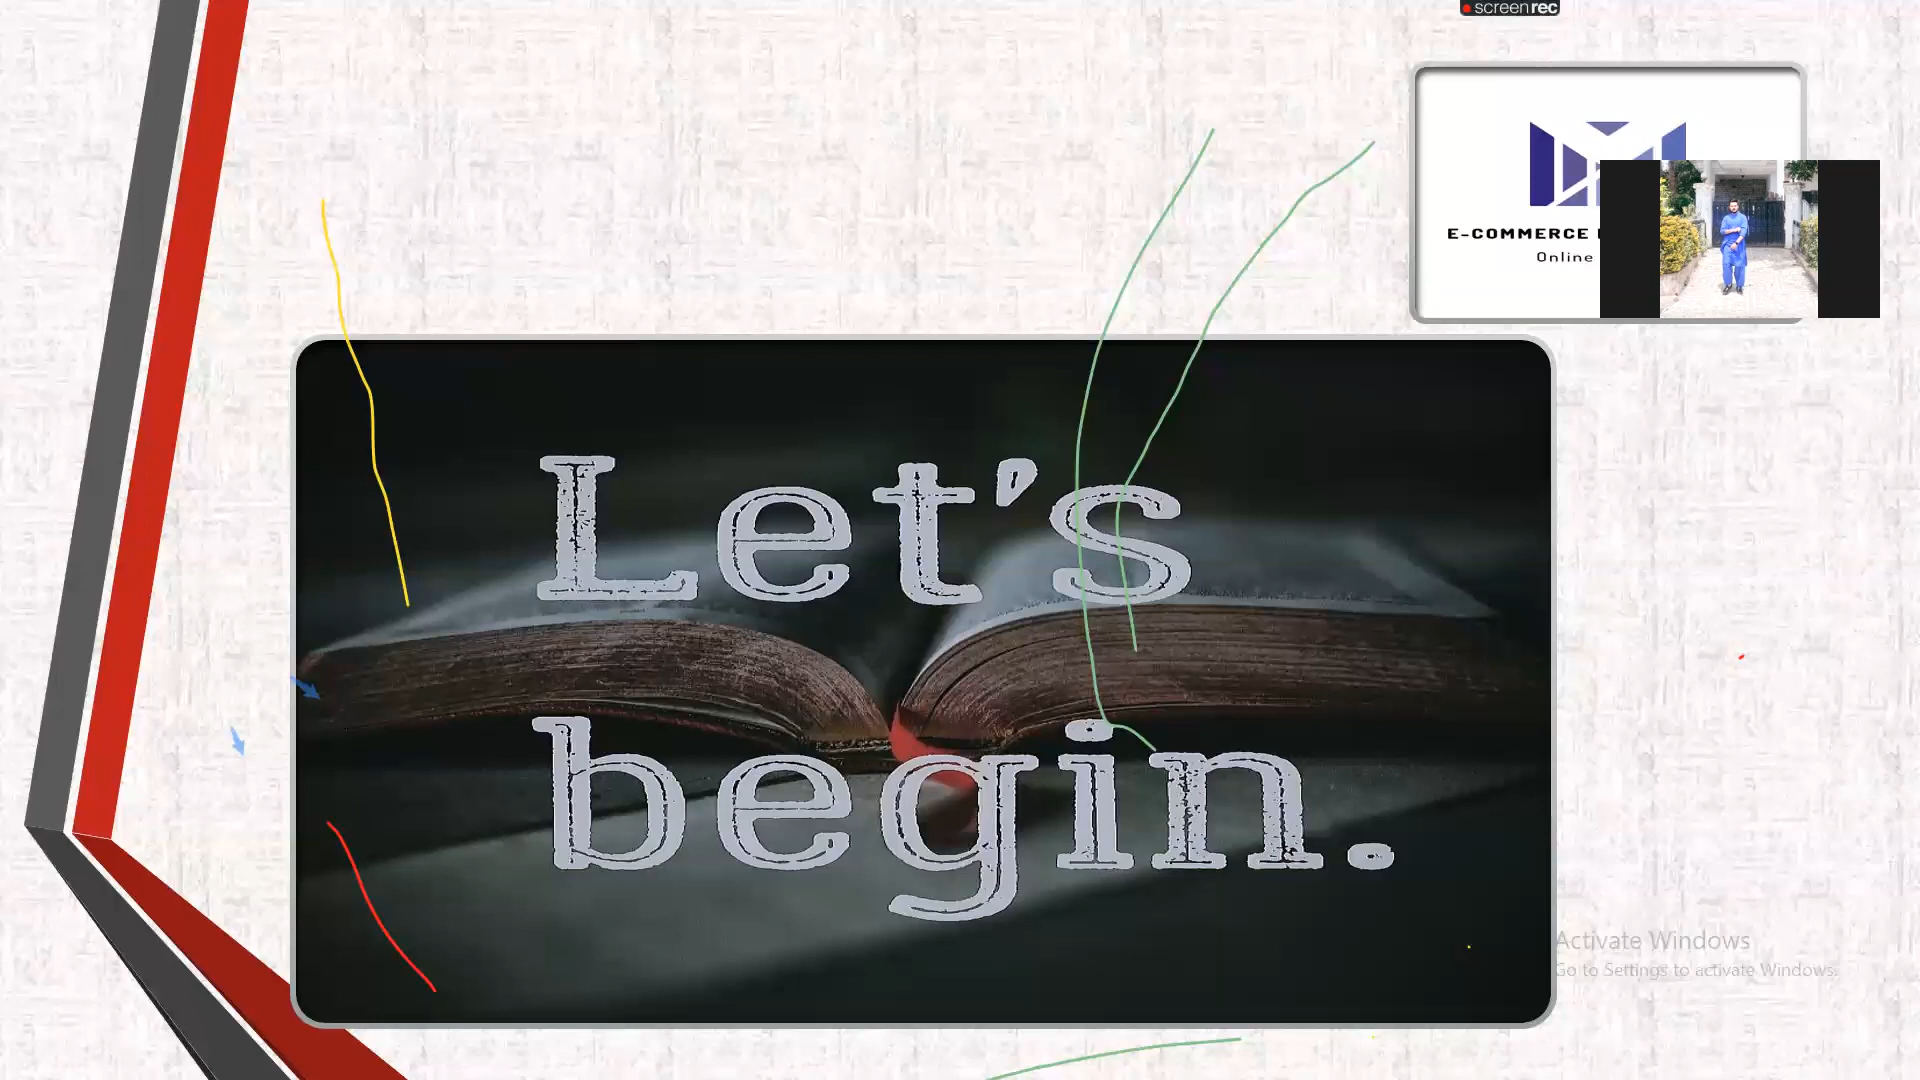 screenrec
E-COMMERCE
Online
Let's
begin.
Activate Windows
Go to Settings to activate Windows.